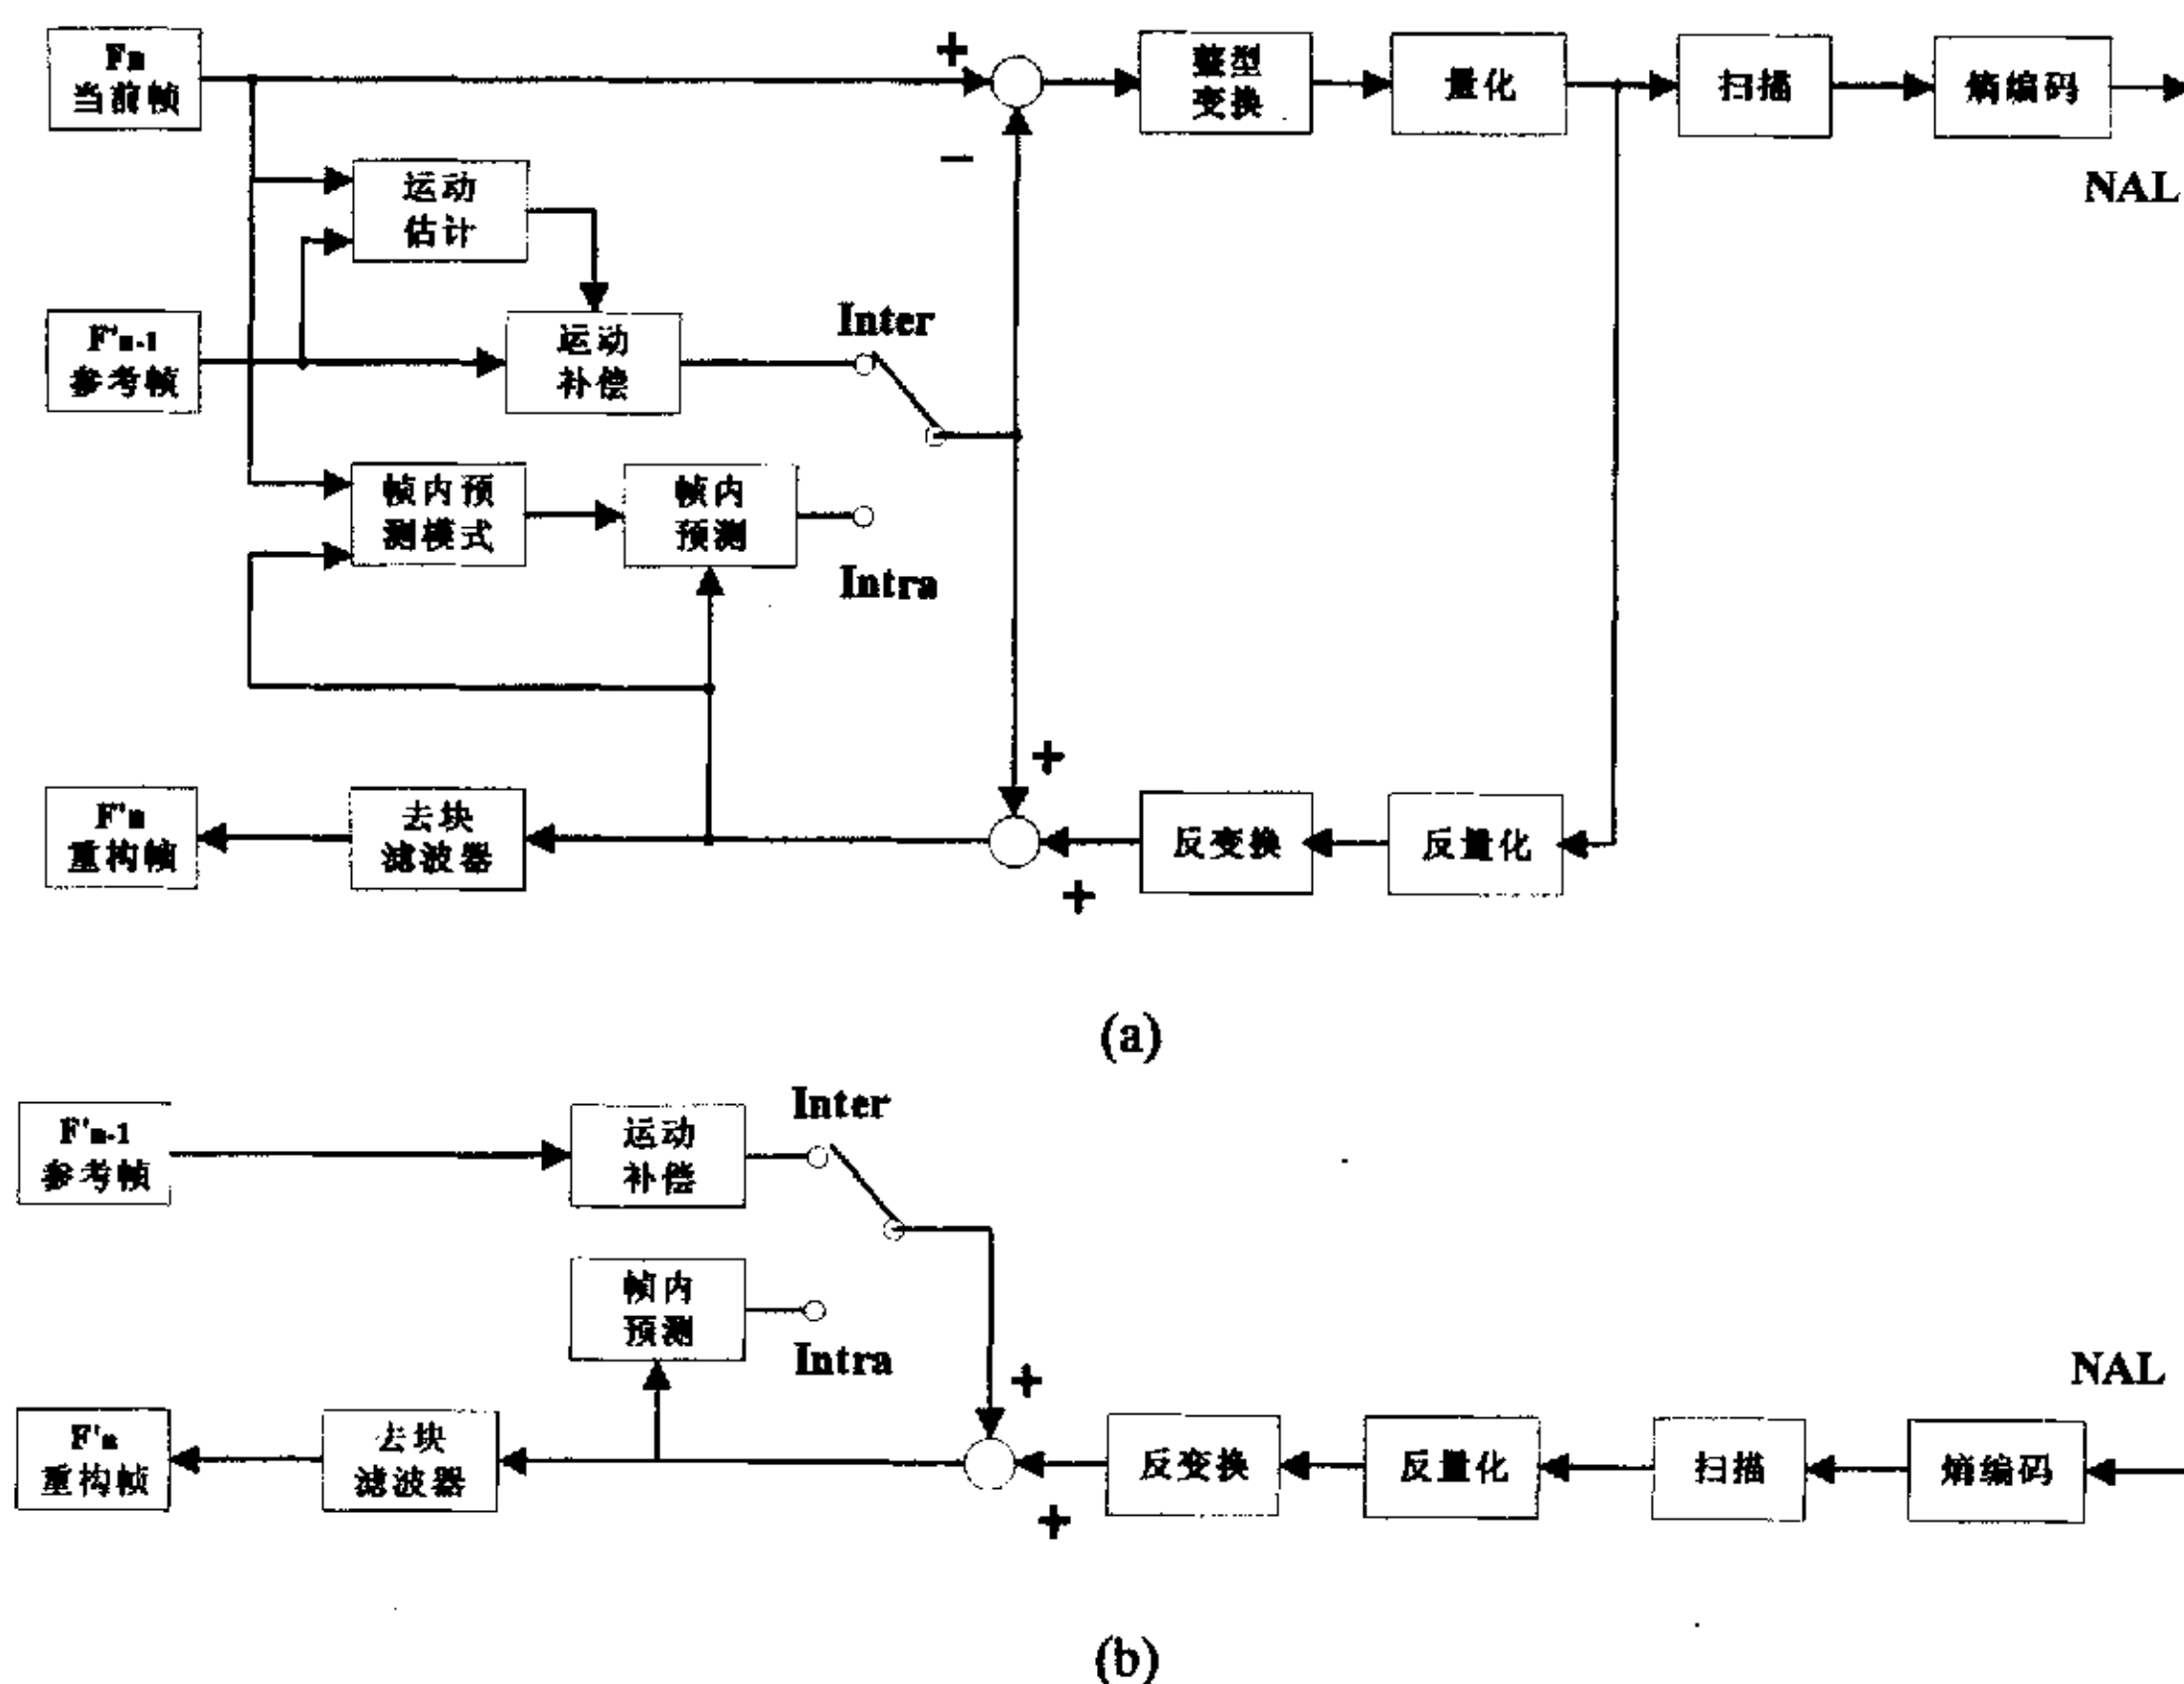 Fn
当前帧
+
整型
变换
量化
扫描
熵编码
NAL
−
运动
估计
F'n-1
参考帧
运动
补偿
Inter
帧内预
测模式
帧内
预测
Intra
+
F'n
重构帧
去块
滤波器
反变换
反量化
+
(a)
F'n-1
参考帧
运动
补偿
Inter
帧内
预测
Intra
+
NAL
F'n
重构帧
去块
滤波器
反变换
反量化
扫描
熵编码
+
(b)